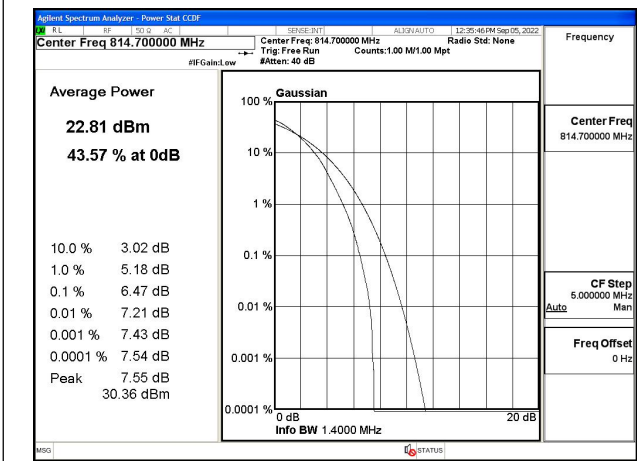 Agilent Spectrum Analyzer - Power Stat CCDF
RL RF 50 Ω AC SENSE:INT ALIGN AUTO 12:35:46 PM Sep 05, 2022
Center Freq 814.700000 MHz
Center Freq: 814.700000 MHz Radio Std: None
Trig: Free Run Counts:1.00 M/1.00 Mpt
#IFGain:Low #Atten: 40 dB
Frequency
Average Power
22.81 dBm
43.57 % at 0dB
10.0 % 3.02 dB
1.0 % 5.18 dB
0.1 % 6.47 dB
0.01 % 7.21 dB
0.001 % 7.43 dB
0.0001 % 7.54 dB
Peak 7.55 dB
30.36 dBm
Gaussian
100 %
10 %
1 %
0.1 %
0.01 %
0.001 %
0.0001 %
0 dB 20 dB
Info BW 1.4000 MHz
Center Freq
814.700000 MHz
CF Step
5.000000 MHz
Auto Man
Freq Offset
0 Hz
MSG STATUS